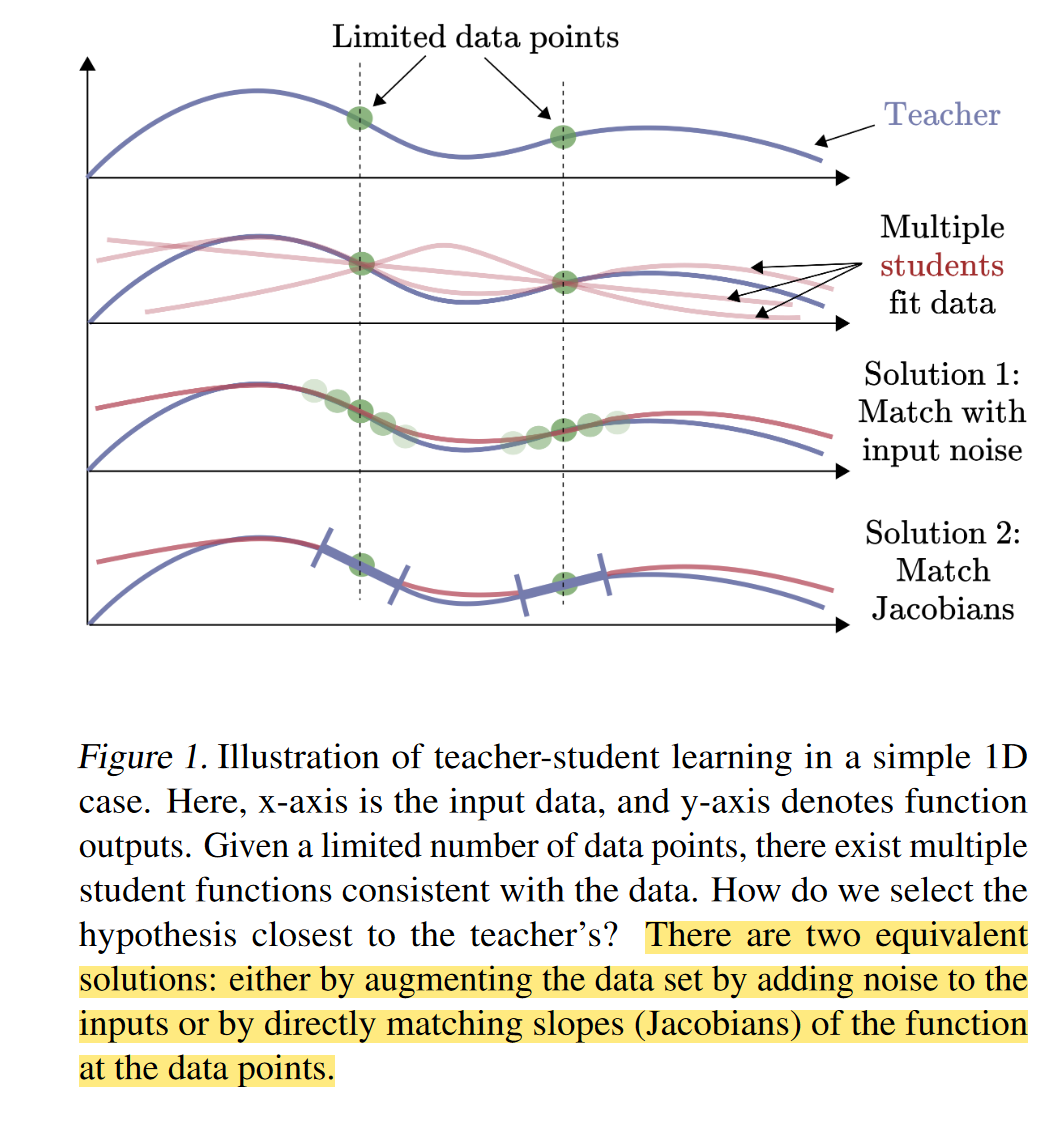 Limited data points
Teacher
Multiple
students
fit data
Solution 1:
Match with
input noise
Solution 2:
Match
Jacobians
Figure 1. Illustration of teacher-student learning in a simple 1D
case. Here, x-axis is the input data, and y-axis denotes function
outputs. Given a limited number of data points, there exist multiple
student functions consistent with the data. How do we select the
hypothesis closest to the teacher’s? There are two equivalent
solutions: either by augmenting the data set by adding noise to the
inputs or by directly matching slopes (Jacobians) of the function
at the data points.